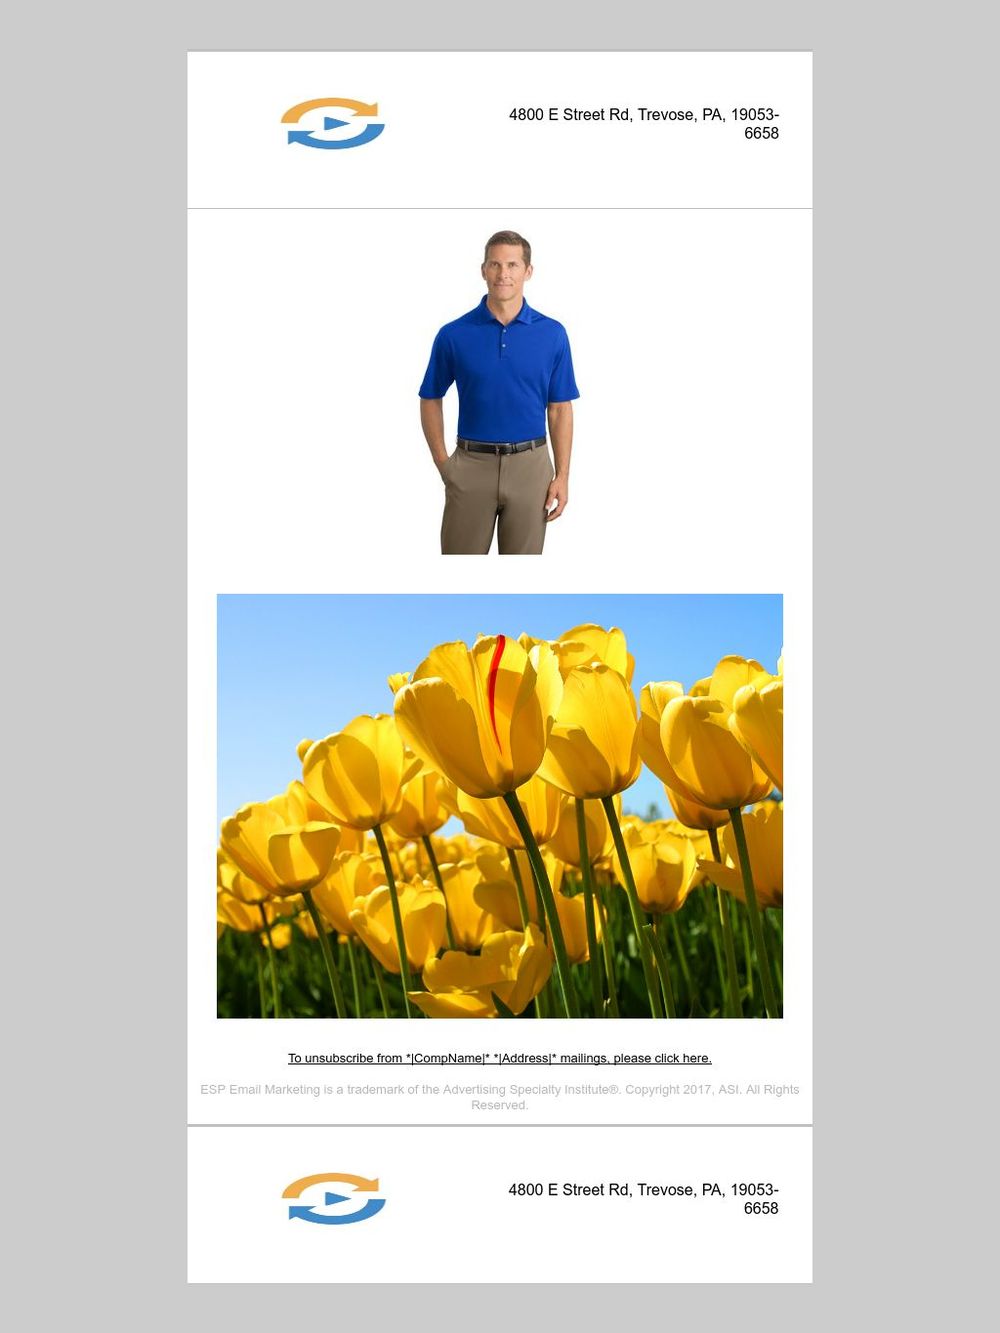 4800 E Street Rd, Trevose, PA, 19053-
6658
To unsubscribe from *|CompName|* *|Address|* mailings, please click here.
ESP Email Marketing is a trademark of the Advertising Specialty Institute®. Copyright 2017, ASI. All Rights
Reserved.
4800 E Street Rd, Trevose, PA, 19053-
6658